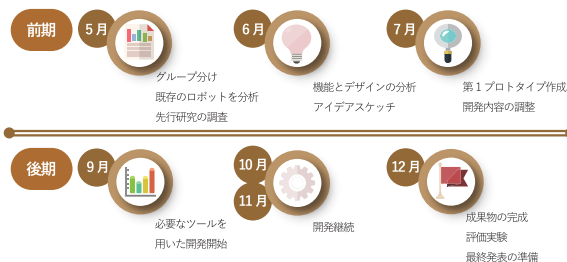 前期
5月
グループ分け
既存のロボットを分析
先行研究の調査
6月
機能とデザインの分析
アイデアスケッチ
7月
第1プロトタイプ作成
開発内容の調整
後期
9月
必要なツールを
用いた開発開始
10月
11月
開発継続
12月
成果物の完成
評価実験
最終発表の準備